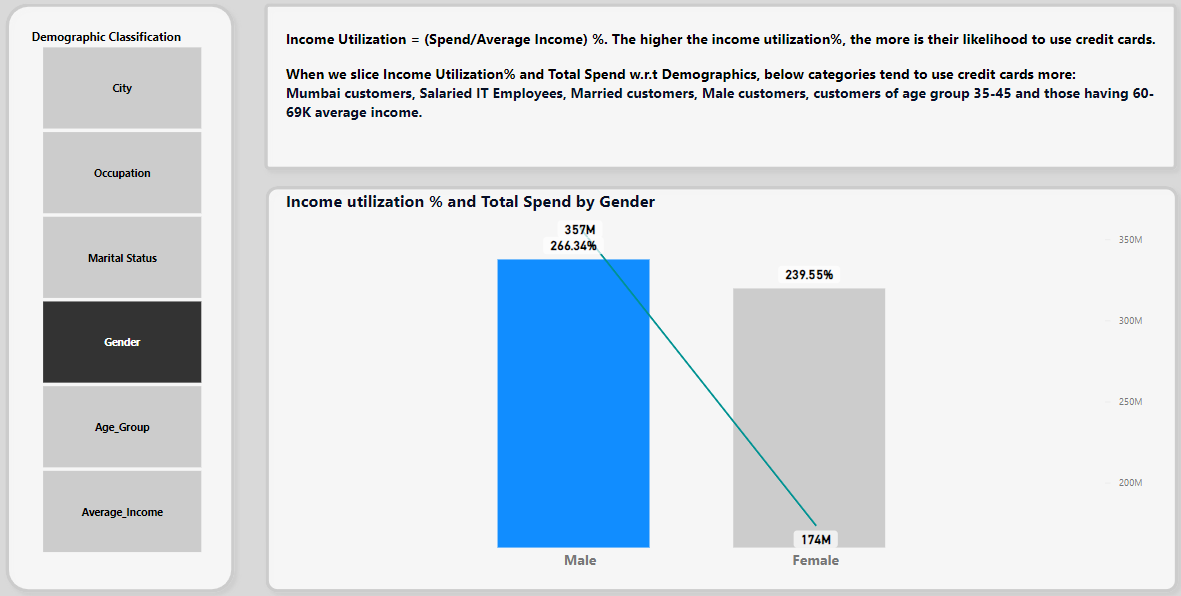 Demographic Classification
City
Occupation
Marital Status
Gender
Age_Group
Average_Income
Income Utilization = (Spend/Average Income) %. The higher the income utilization%, the more is their likelihood to use credit cards.
When we slice Income Utilization% and Total Spend w.r.t Demographics, below categories tend to use credit cards more:
Mumbai customers, Salaried IT Employees, Married customers, Male customers, customers of age group 35-45 and those having 60-
69K average income.
Income utilization % and Total Spend by Gender
357M
266.34%
239.55%
174M
350M
300M
250M
200M
Male
Female